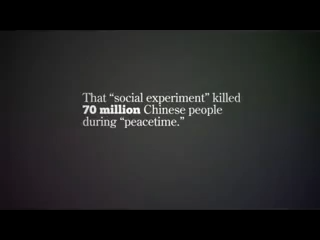 That “social experiment” killed
70 million Chinese people
during “peacetime.”